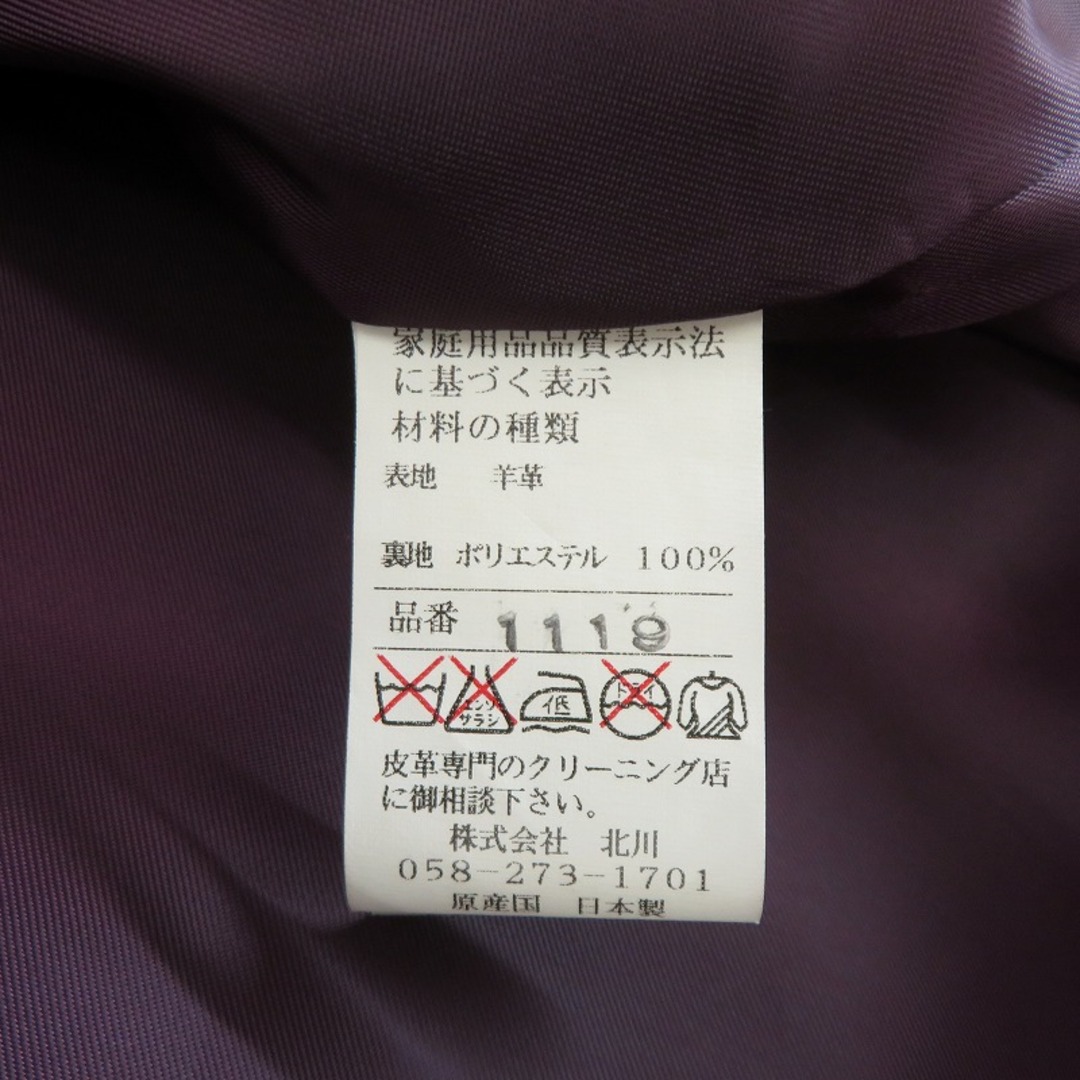 家庭用品品質表示法
に基づく表示
材料の種類
表地 羊革
裏地 ポリエステル 100%
品番 1119
エンソ
サラシ
低
ドライ
皮革専門のクリーニング店
に御相談下さい。
株式会社 北川
058-273-1701
原産国 日本製